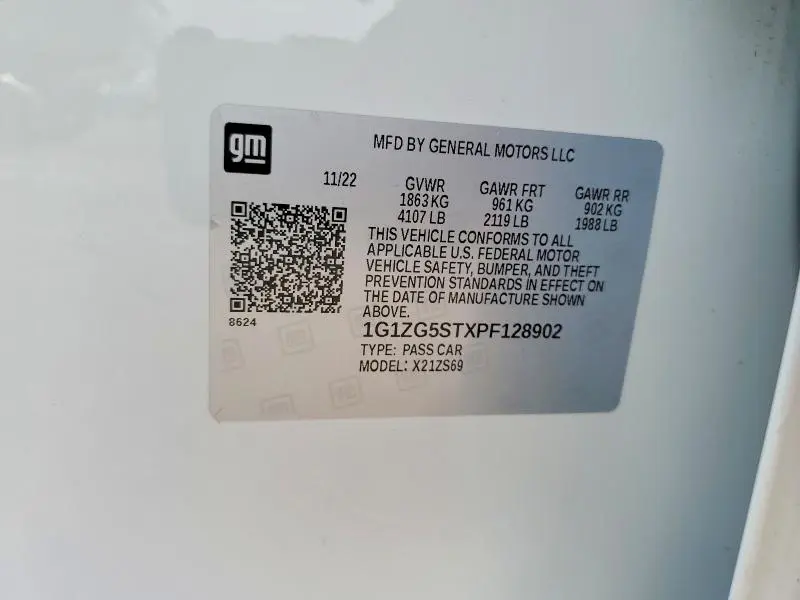 gm
MFD BY GENERAL MOTORS LLC
11/22 GVWR GAWR FRT GAWR RR
1863 KG 961 KG 902 KG
4107 LB 2119 LB 1988 LB
THIS VEHICLE CONFORMS TO ALL
APPLICABLE U.S. FEDERAL MOTOR
VEHICLE SAFETY, BUMPER, AND THEFT
PREVENTION STANDARDS IN EFFECT ON
THE DATE OF MANUFACTURE SHOWN
ABOVE.
8624
1G1ZG5STXPF128902
TYPE: PASS CAR
MODEL: X21ZS69